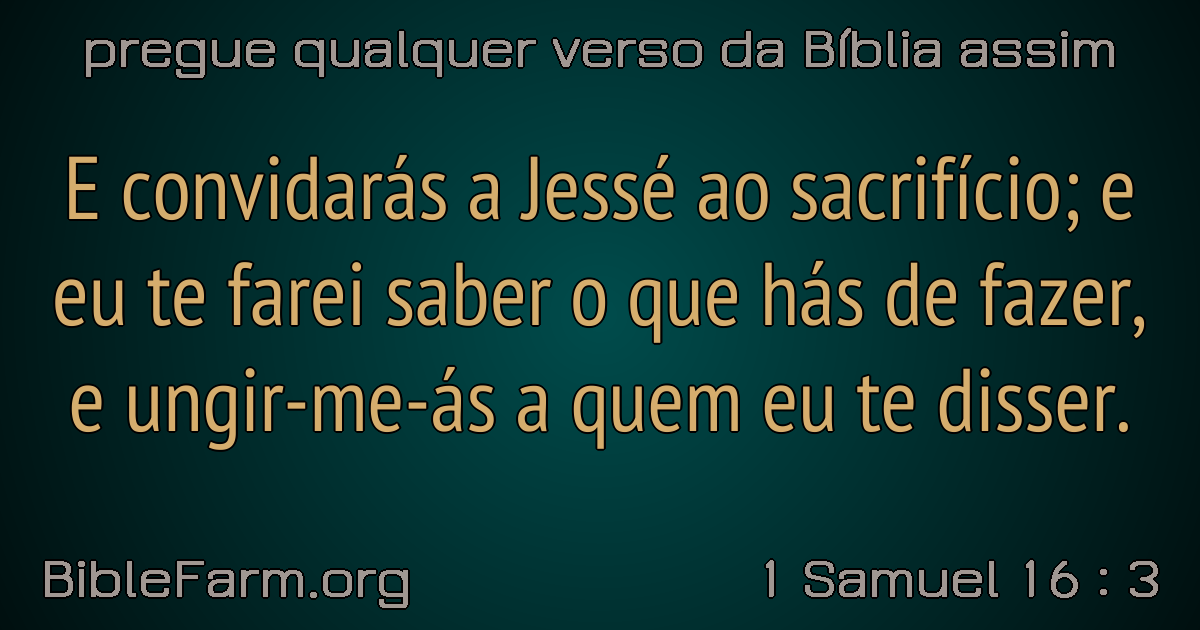 pregue qualquer verso da Bíblia assim
E convidarás a Jessé ao sacrifício; e
eu te farei saber o que hás de fazer,
e ungir-me-ás a quem eu te disser.
BibleFarm.org
1 Samuel 16 : 3